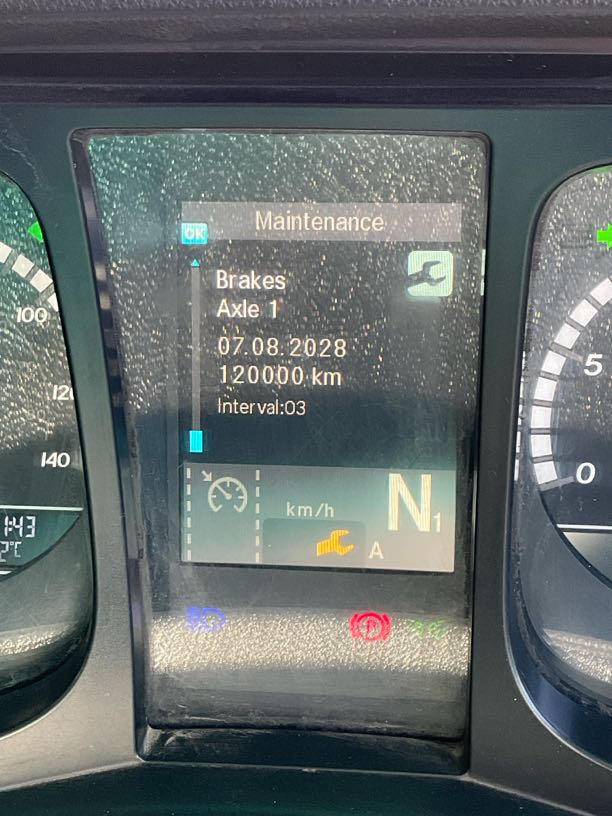 Maintenance
OK
Brakes
Axle 1
07.08.2028
120000 km
Interval:03
100
140
5
0
km/h
N1
A
1:43
2°C